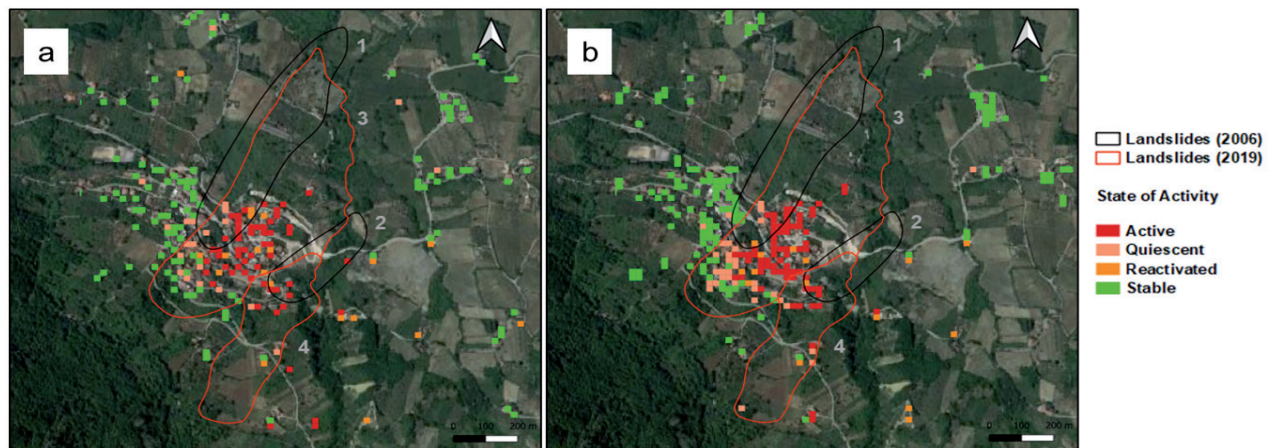 a
1
3
2
4
0 100 200 m
b
1
3
2
4
0 100 200 m
Landslides (2006)
Landslides (2019)
State of Activity
Active
Quiescent
Reactivated
Stable